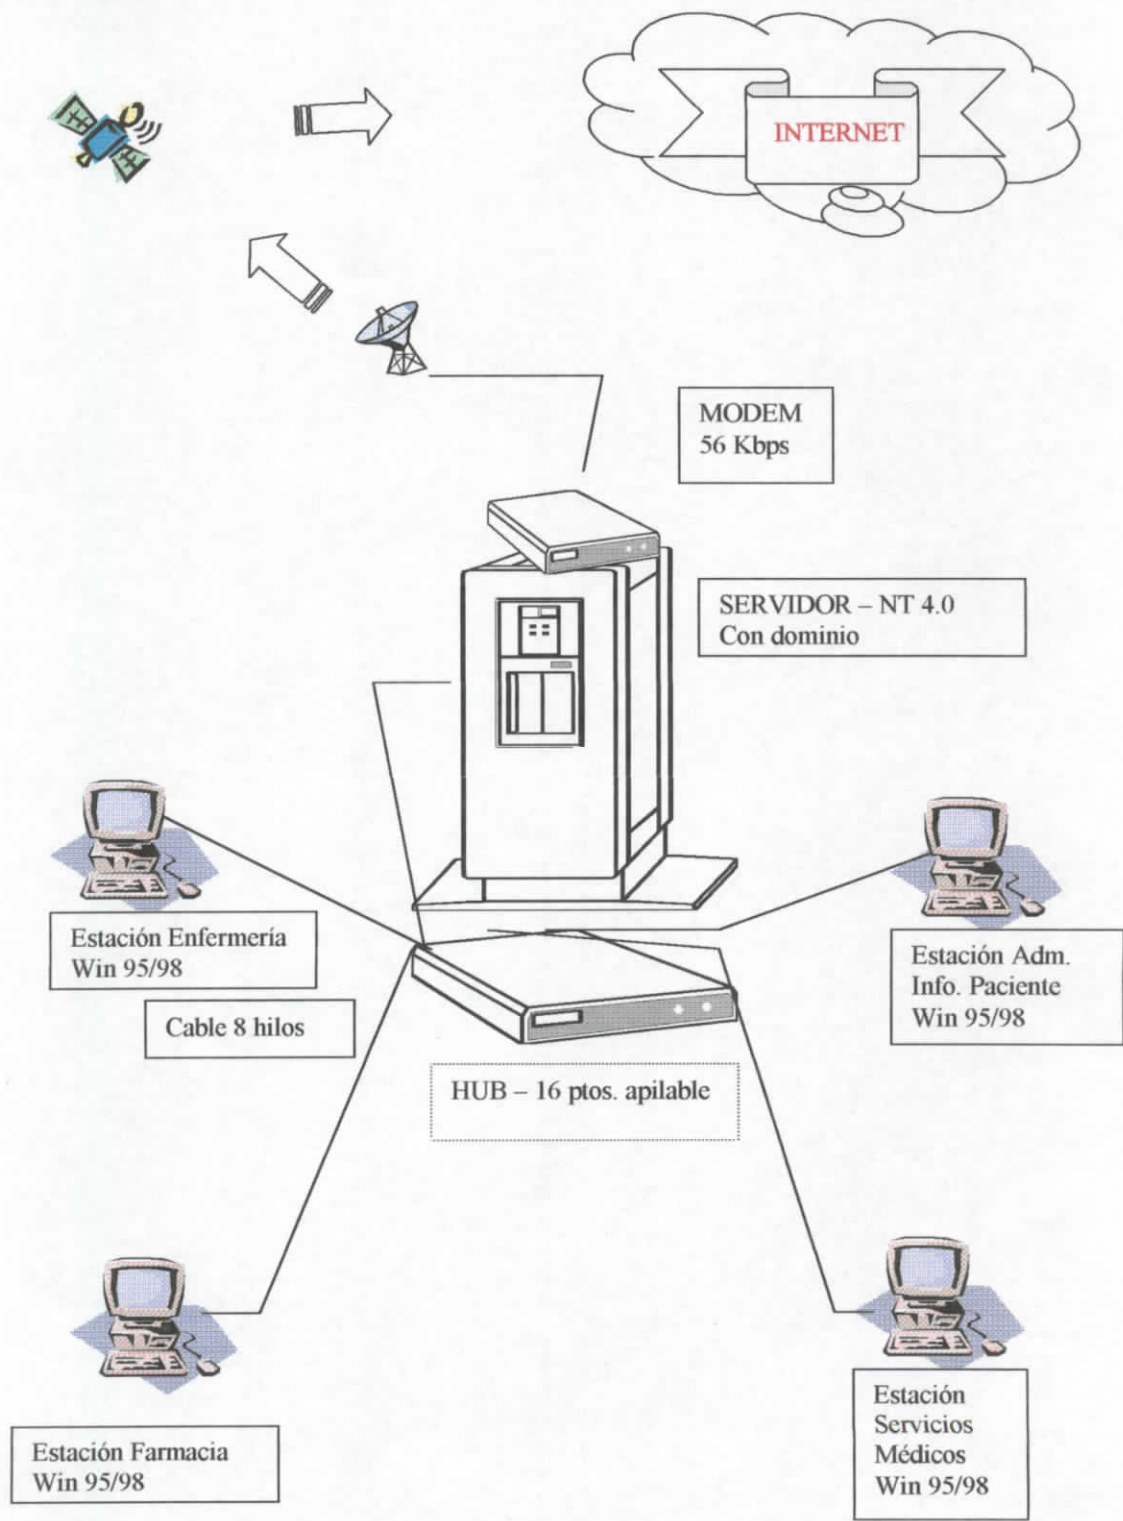 INTERNET
MODEM
56 Kbps
SERVIDOR – NT 4.0
Con dominio
Estación Enfermería
Win 95/98
Cable 8 hilos
Estación Adm.
Info. Paciente
Win 95/98
HUB – 16 ptos. apilable
Estación Farmacia
Win 95/98
Estación
Servicios
Médicos
Win 95/98